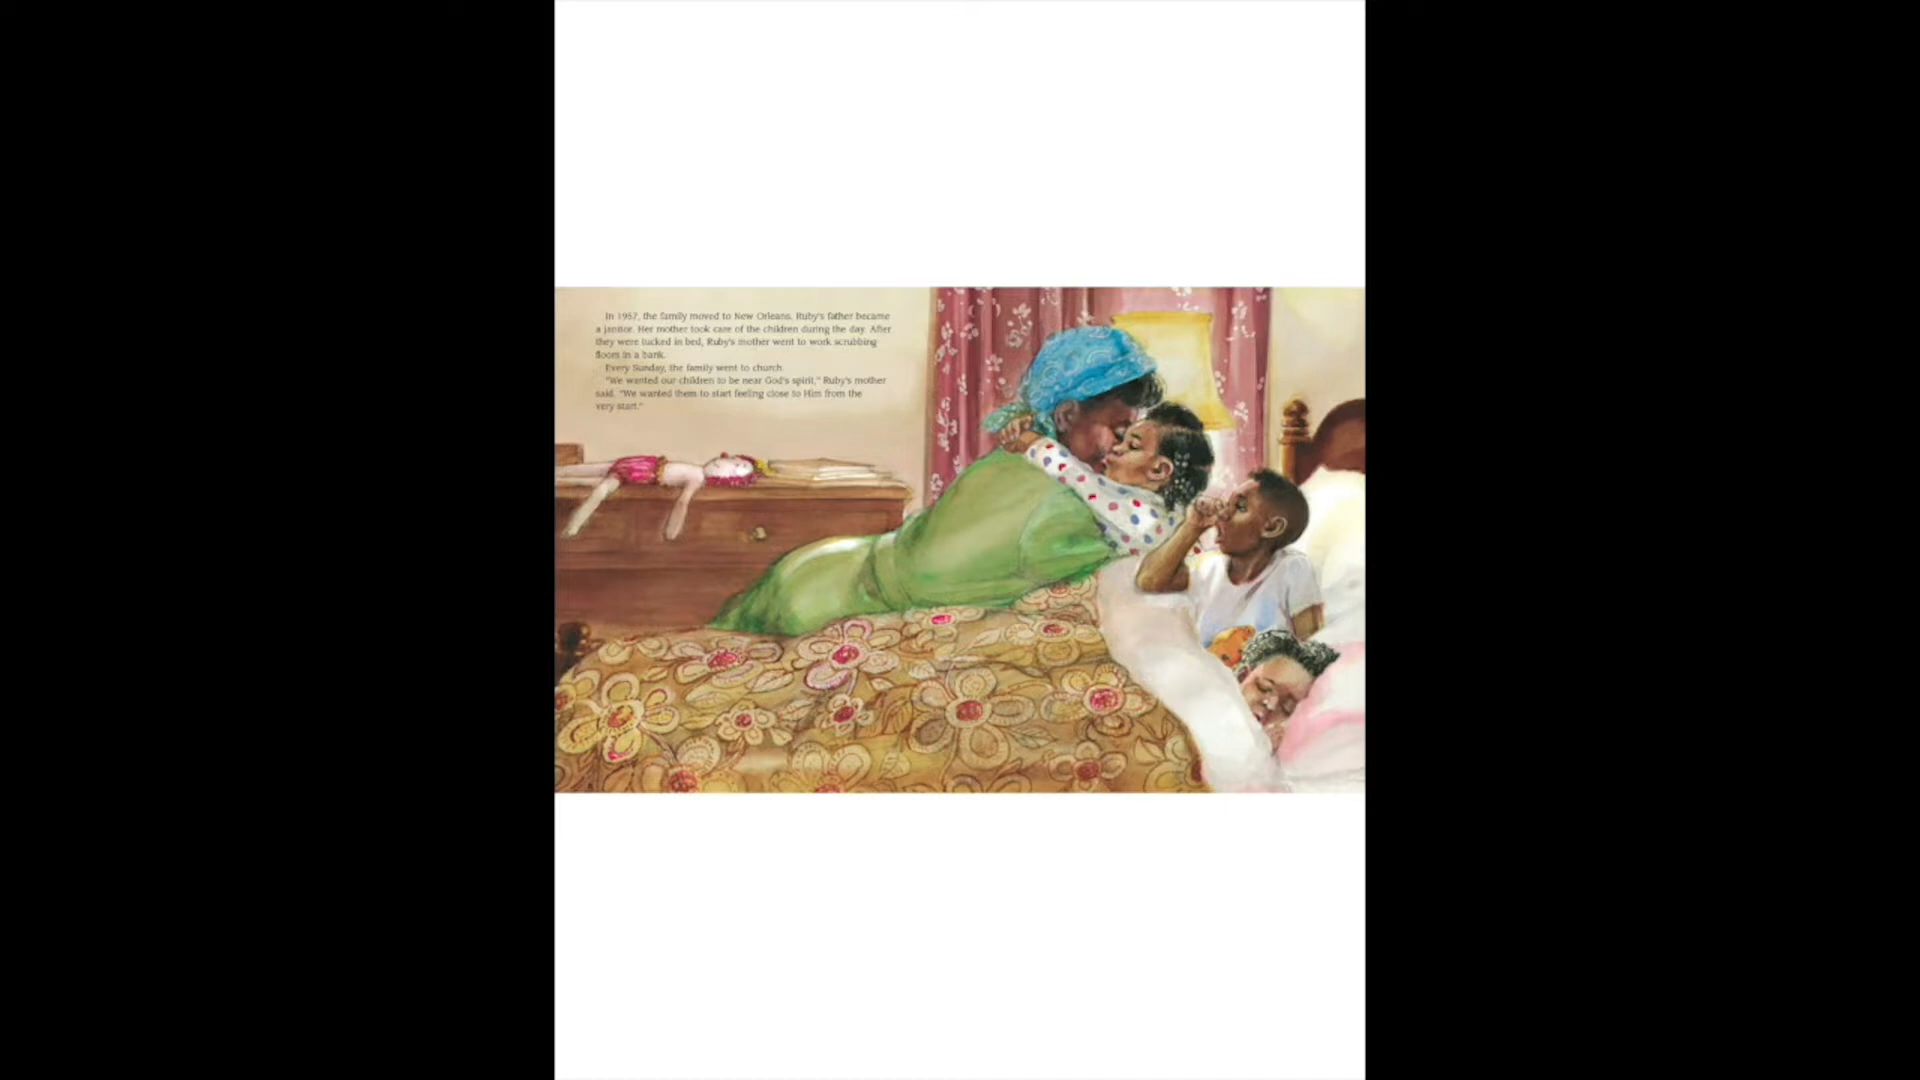 In 1957, the family moved to New Orleans. Ruby's father became
a janitor. Her mother took care of the children during the day. After
they were tucked in bed, Ruby's mother went to work scrubbing
floors in a bank.
Every Sunday, the family went to church.
"We wanted our children to be near God's spirit," Ruby's mother
said. "We wanted them to start feeling close to Him from the
very start."